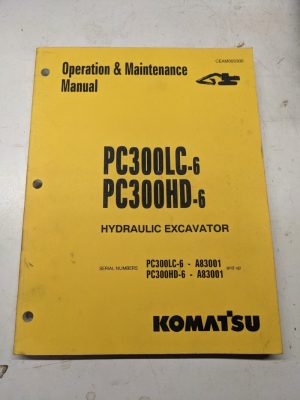 Operation & Maintenance
Manual
PC300LC-6
PC300HD-6
HYDRAULIC EXCAVATOR
SERIAL NUMBERS PC300LC-6 - A83001 and up
PC300HD-6 - A83001
KOMATSU